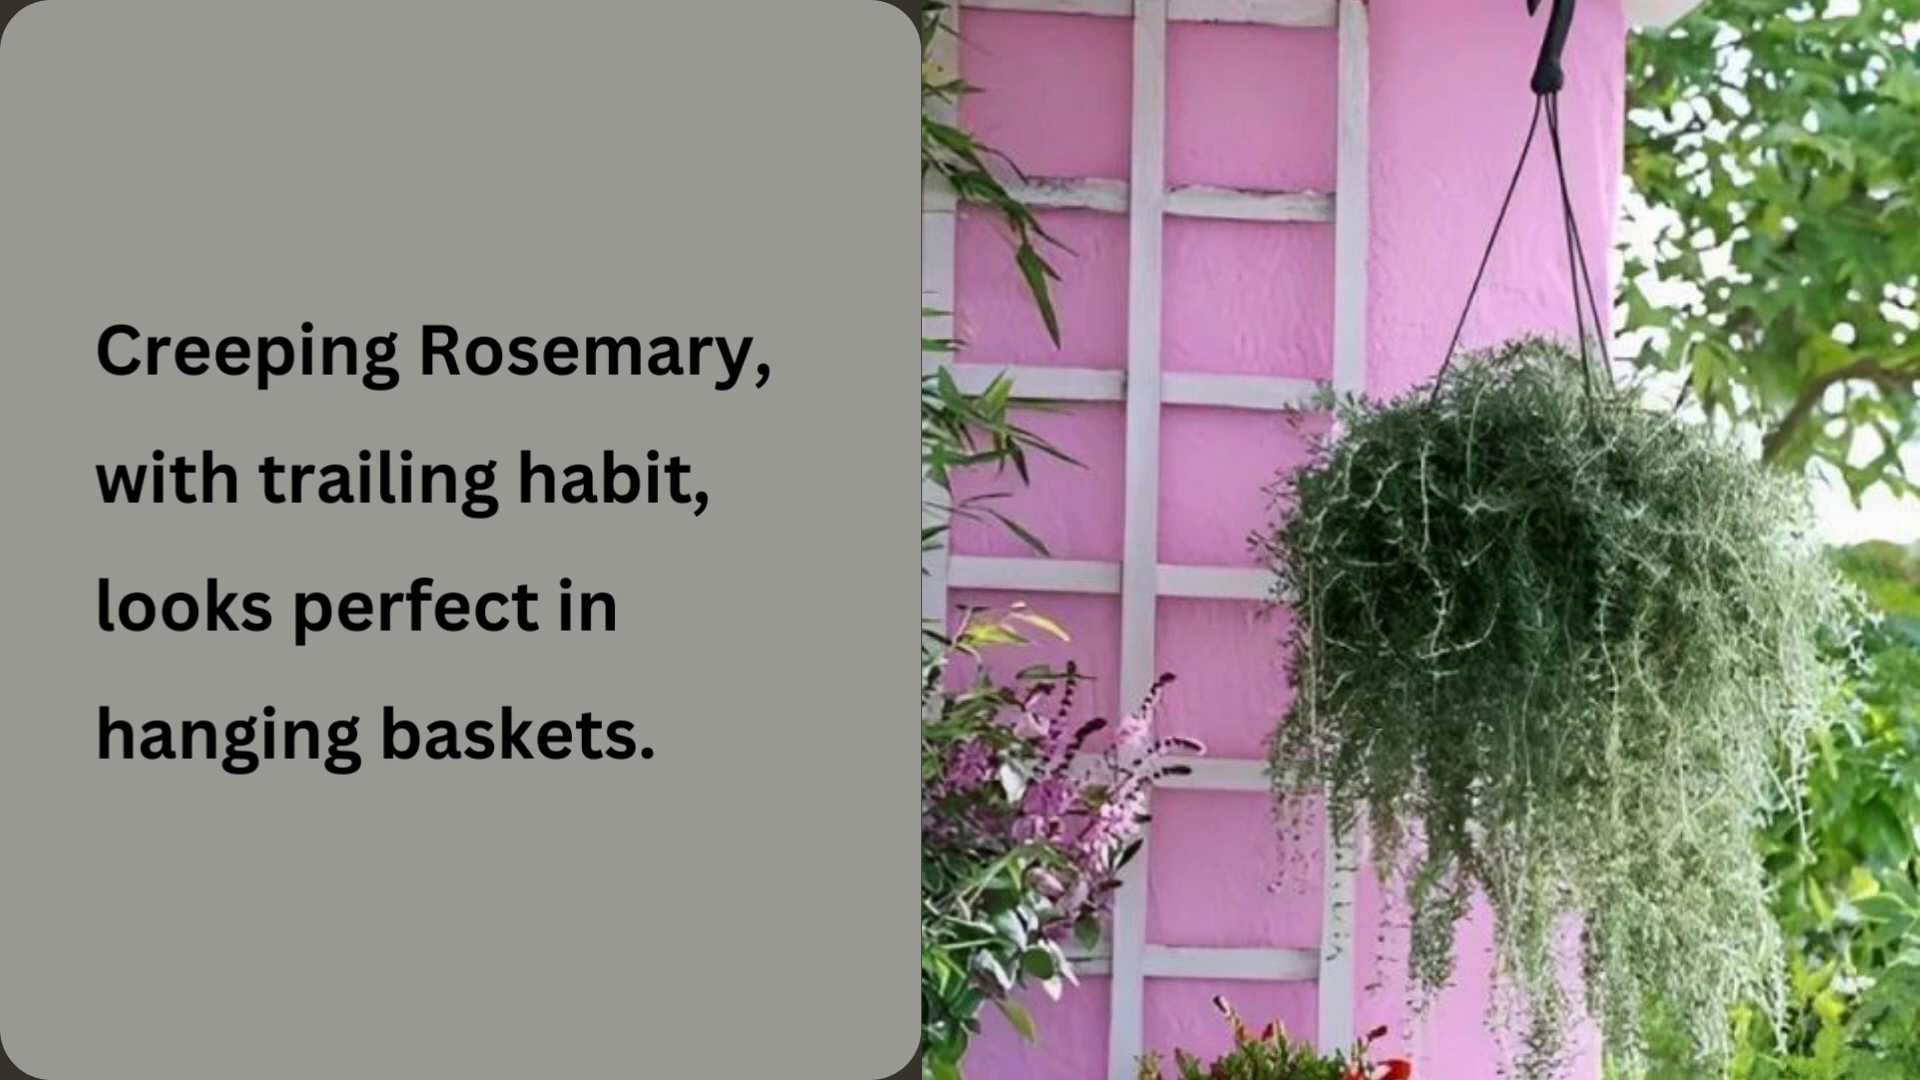 Creeping Rosemary,
with trailing habit,
looks perfect in
hanging baskets.